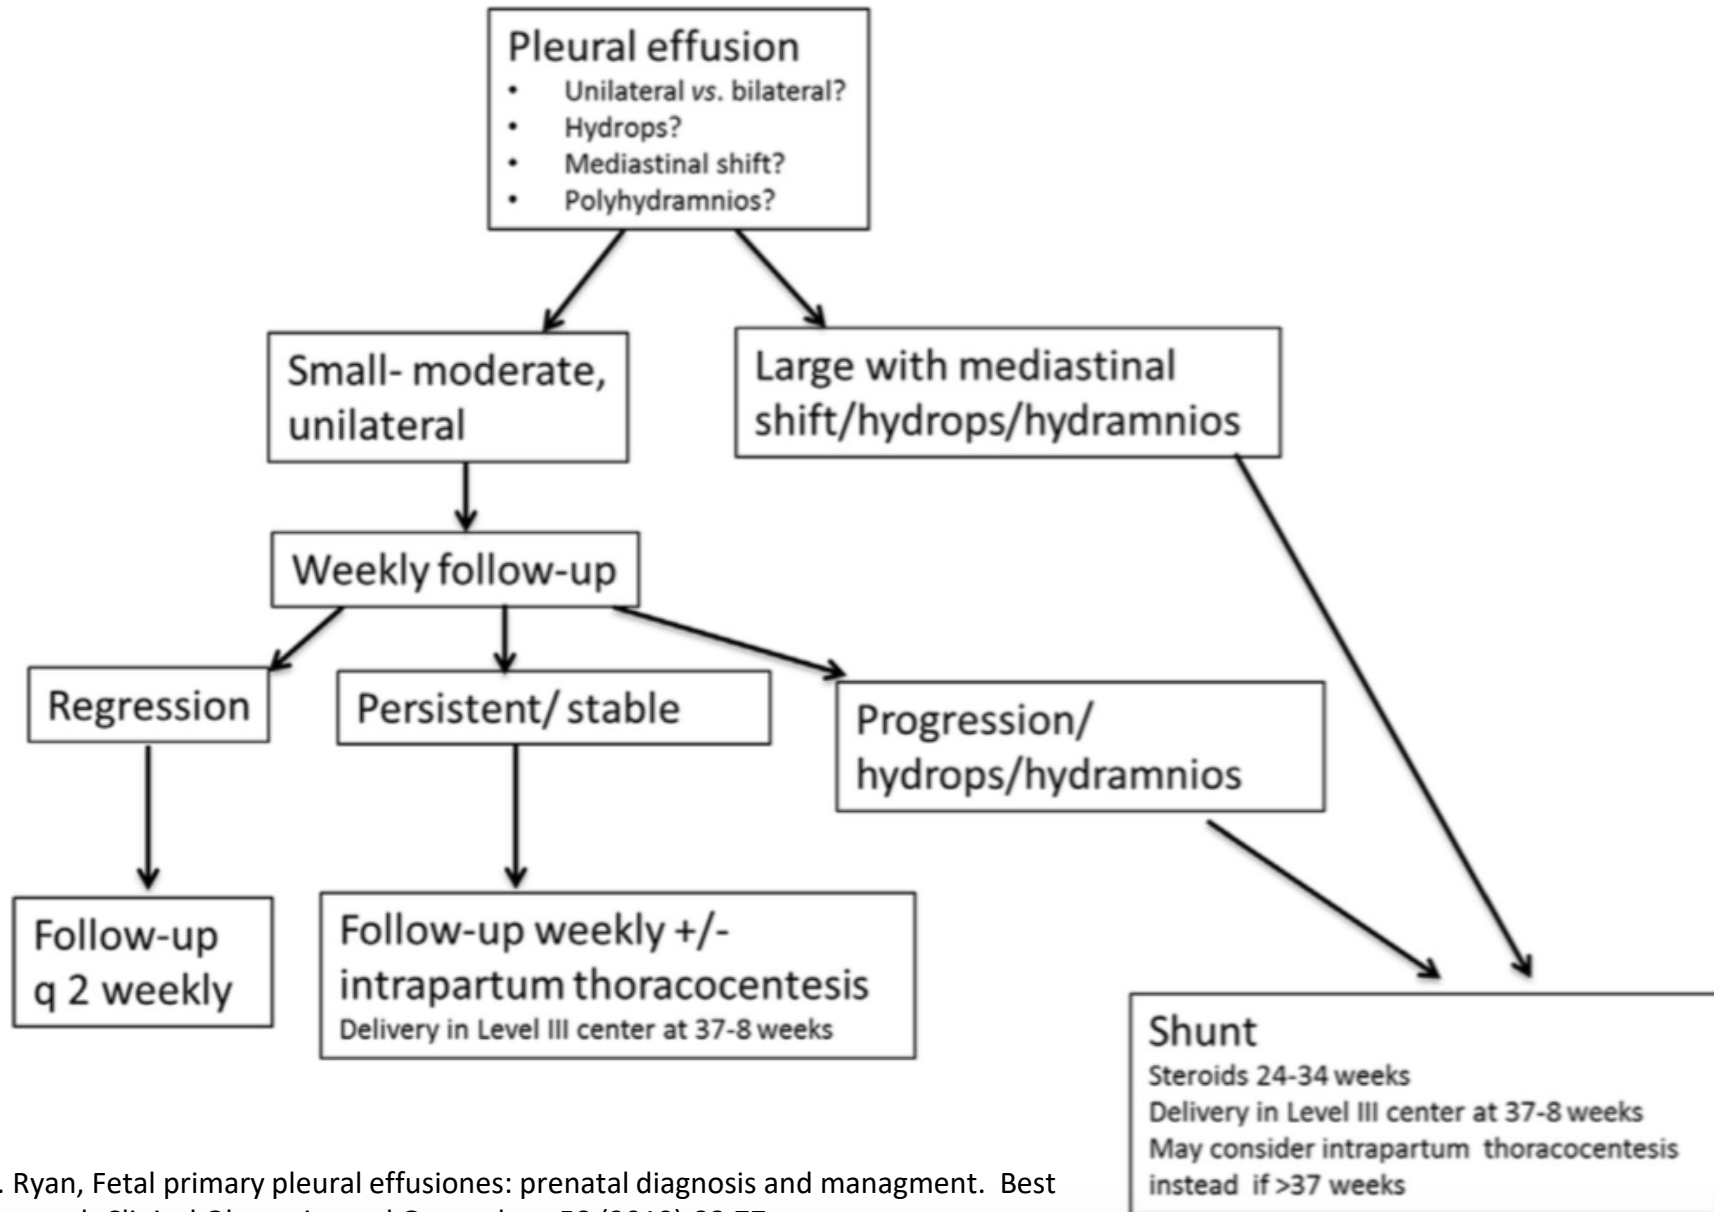 Pleural effusion
• Unilateral vs. bilateral?
• Hydrops?
• Mediastinal shift?
• Polyhydramnios?
Small- moderate,
unilateral
Large with mediastinal
shift/hydrops/hydramnios
Weekly follow-up
Regression
Persistent/ stable
Progression/
hydrops/hydramnios
Follow-up
q 2 weekly
Follow-up weekly +/-
intrapartum thoracocentesis
Delivery in Level III center at 37-8 weeks
Shunt
Steroids 24-34 weeks
Delivery in Level III center at 37-8 weeks
May consider intrapartum thoracocentesis
instead if >37 weeks
. Ryan, Fetal primary pleural effusiones: prenatal diagnosis and managment. Best